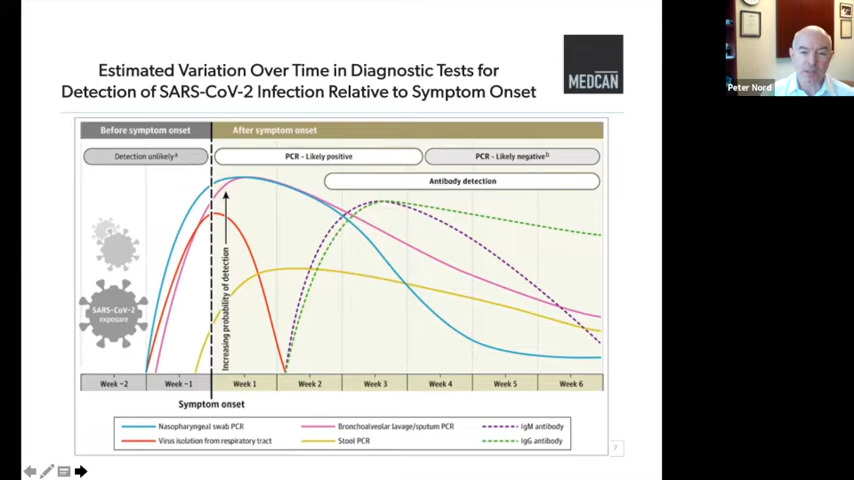 Estimated Variation Over Time in Diagnostic Tests for
Detection of SARS-CoV-2 Infection Relative to Symptom Onset
MEDCAN
Peter Nord
Before symptom onset
After symptom onset
Detection unlikelyᵃ
PCR - Likely positive
PCR - Likely negativeᵇ
Antibody detection
SARS-CoV-2
exposure
Increasing probability of detection
Week −2
Week −1
Week 1
Week 2
Week 3
Week 4
Week 5
Week 6
Symptom onset
Nasopharyngeal swab PCR
Bronchoalveolar lavage/sputum PCR
IgM antibody
Virus isolation from respiratory tract
Stool PCR
IgG antibody
7